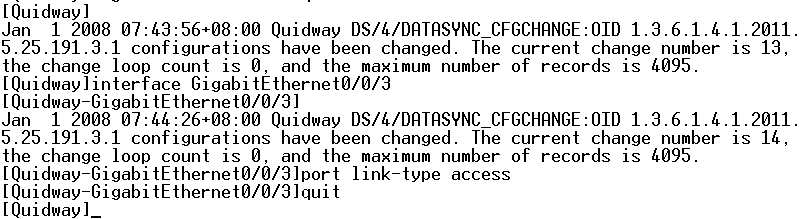 [Quidway]
Jan  1 2008 07:43:56+08:00 Quidway DS/4/DATASYNC_CFGCHANGE:OID 1.3.6.1.4.1.2011.
5.25.191.3.1 configurations have been changed. The current change number is 13,
the change loop count is 0, and the maximum number of records is 4095.
[Quidway]interface GigabitEthernet0/0/3
[Quidway-GigabitEthernet0/0/3]
Jan  1 2008 07:44:26+08:00 Quidway DS/4/DATASYNC_CFGCHANGE:OID 1.3.6.1.4.1.2011.
5.25.191.3.1 configurations have been changed. The current change number is 14,
the change loop count is 0, and the maximum number of records is 4095.
[Quidway-GigabitEthernet0/0/3]port link-type access
[Quidway-GigabitEthernet0/0/3]quit
[Quidway]_